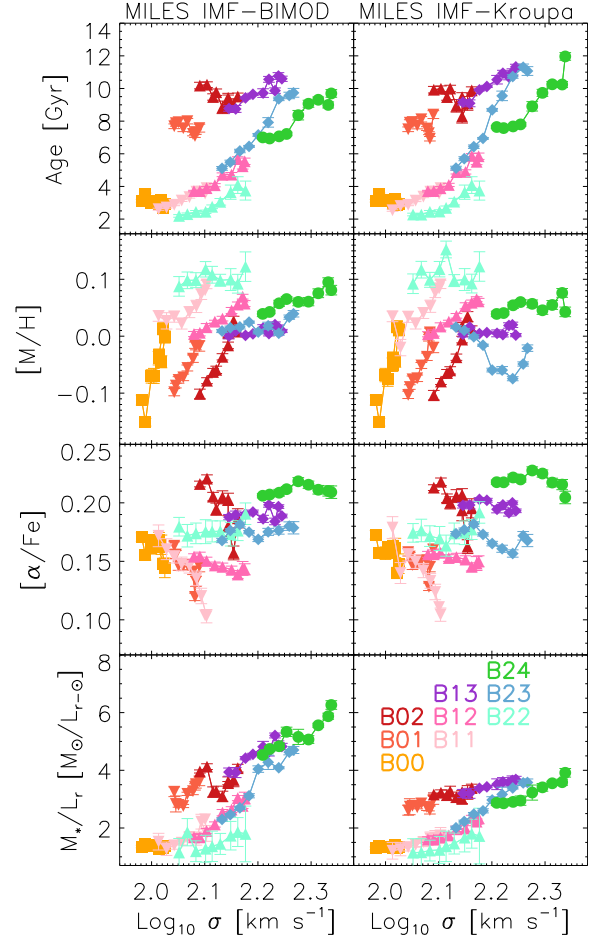 MILES IMF-BIMOD MILES IMF-Kroupa
14
12
10
8
6
4
2
Age [Gyr]
0.1
0.0
-0.1
[M/H]
0.25
0.20
0.15
0.10
[α/Fe]
8
6
4
2
M*/Lr [M⊙/Lr-⊙]
B24
B13 B23
B02 B12 B22
B01 B11
B00
2.0 2.1 2.2 2.3 2.0 2.1 2.2 2.3
Log10 σ [km s-1] Log10 σ [km s-1]